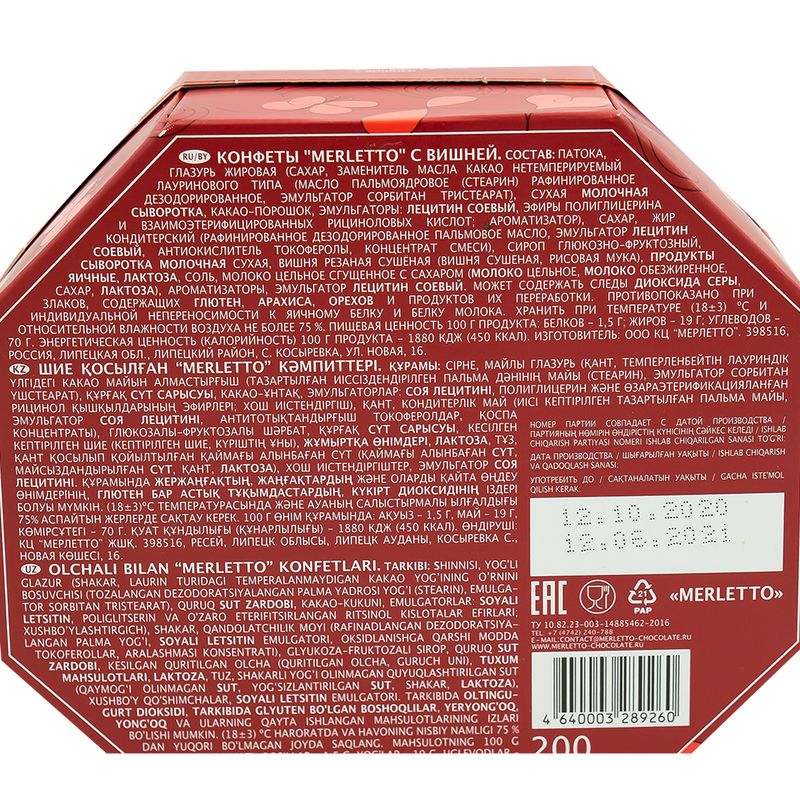 RU/BY КОНФЕТЫ "MERLETTO" С ВИШНЕЙ. СОСТАВ: ПАТОКА,
ГЛАЗУРЬ ЖИРОВАЯ (САХАР, ЗАМЕНИТЕЛЬ МАСЛА КАКАО НЕТЕМПЕРИРУЕМЫЙ
ЛАУРИНОВОГО ТИПА (МАСЛО ПАЛЬМОЯДРОВОЕ (СТЕАРИН) РАФИНИРОВАННОЕ
ДЕЗОДОРИРОВАННОЕ, ЭМУЛЬГАТОР СОРБИТАН ТРИСТЕАРАТ), СУХАЯ МОЛОЧНАЯ
СЫВОРОТКА, КАКАО-ПОРОШОК, ЭМУЛЬГАТОРЫ: ЛЕЦИТИН СОЕВЫЙ, ЭФИРЫ ПОЛИГЛИЦЕРИНА
И ВЗАИМОЭТЕРИФИЦИРОВАННЫХ РИЦИНОЛОВЫХ КИСЛОТ; АРОМАТИЗАТОР), САХАР, ЖИР
КОНДИТЕРСКИЙ (РАФИНИРОВАННОЕ ДЕЗОДОРИРОВАННОЕ ПАЛЬМОВОЕ МАСЛО, ЭМУЛЬГАТОР ЛЕЦИТИН
СОЕВЫЙ, АНТИОКИСЛИТЕЛЬ ТОКОФЕРОЛЫ, КОНЦЕНТРАТ СМЕСИ), СИРОП ГЛЮКОЗНО-ФРУКТОЗНЫЙ,
СЫВОРОТКА МОЛОЧНАЯ СУХАЯ, ВИШНЯ РЕЗАНАЯ СУШЕНАЯ (ВИШНЯ СУШЕНАЯ, РИСОВАЯ МУКА), ПРОДУКТЫ
ЯИЧНЫЕ, ЛАКТОЗА, СОЛЬ, МОЛОКО ЦЕЛЬНОЕ СГУЩЕННОЕ С САХАРОМ (МОЛОКО ЦЕЛЬНОЕ, МОЛОКО ОБЕЗЖИРЕННОЕ,
САХАР, ЛАКТОЗА), АРОМАТИЗАТОРЫ, ЭМУЛЬГАТОР ЛЕЦИТИН СОЕВЫЙ. МОЖЕТ СОДЕРЖАТЬ СЛЕДЫ ДИОКСИДА СЕРЫ,
ЗЛАКОВ, СОДЕРЖАЩИХ ГЛЮТЕН, АРАХИСА, ОРЕХОВ И ПРОДУКТОВ ИХ ПЕРЕРАБОТКИ. ПРОТИВОПОКАЗАНО ПРИ
ИНДИВИДУАЛЬНОЙ НЕПЕРЕНОСИМОСТИ К ЯИЧНОМУ БЕЛКУ И БЕЛКУ МОЛОКА. ХРАНИТЬ ПРИ ТЕМПЕРАТУРЕ (18±3) °С И
ОТНОСИТЕЛЬНОЙ ВЛАЖНОСТИ ВОЗДУХА НЕ БОЛЕЕ 75 %. ПИЩЕВАЯ ЦЕННОСТЬ 100 Г ПРОДУКТА: БЕЛКОВ – 1,5 Г; ЖИРОВ – 19 Г; УГЛЕВОДОВ –
70 Г. ЭНЕРГЕТИЧЕСКАЯ ЦЕННОСТЬ (КАЛОРИЙНОСТЬ) 100 Г ПРОДУКТА – 1880 КДЖ (450 ККАЛ). ИЗГОТОВИТЕЛЬ: ООО КЦ "МЕРЛЕТТО". 398516,
РОССИЯ, ЛИПЕЦКАЯ ОБЛ., ЛИПЕЦКИЙ РАЙОН, С. КОСЫРЕВКА, УЛ. НОВАЯ, 16.
KZ ШИЕ ҚОСЫЛҒАН "MERLETTO" КӘМПИТТЕРІ. ҚҰРАМЫ: СІРНЕ, МАЙЛЫ ГЛАЗУРЬ (ҚАНТ, ТЕМПЕРЛЕНБЕЙТІН ЛАУРИНДІК
ҮЛГІДЕГІ КАКАО МАЙЫН АЛМАСТЫРҒЫШ (ТАЗАРТЫЛҒАН ИІССІЗДЕНДІРІЛГЕН ПАЛЬМА ДӘНІНІҢ МАЙЫ (СТЕАРИН), ЭМУЛЬГАТОР СОРБИТАН
ҮШСТЕАРАТ), ҚҰРҒАҚ СҮТ САРЫСУЫ, КАКАО-ҰНТАҚ, ЭМУЛЬГАТОРЛАР: СОЯ ЛЕЦИТИНІ, ПОЛИГЛИЦЕРИН ЖӘНЕ ӨЗАРАЭТЕРИФИКАЦИЯЛАНҒАН
РИЦИНОЛ ҚЫШҚЫЛДАРЫНЫҢ ЭФИРЛЕРІ; ХОШ ИІСТЕНДІРГІШ), ҚАНТ, КОНДИТЕРЛІК МАЙ (ИІСІ КЕПТІРІЛГЕН ТАЗАРТЫЛҒАН ПАЛЬМА МАЙЫ,
ЭМУЛЬГАТОР СОЯ ЛЕЦИТИНІ, АНТИТОТЫҚТАНДЫРҒЫШ ТОКОФЕРОЛДАР, ҚОСПА
КОНЦЕНТРАТЫ), ГЛЮКОЗАЛЫ-ФРУКТОЗАЛЫ ШӘРБАТ, ҚҰРҒАҚ СҮТ САРЫСУЫ, КЕСІЛГЕН
КЕПТІРІЛГЕН ШИЕ (КЕПТІРІЛГЕН ШИЕ, КҮРІШТІҢ ҰНЫ), ЖҰМЫРТҚА ӨНІМДЕРІ, ЛАКТОЗА, ТҰЗ,
ҚАНТ ҚОСЫЛЫП ҚОЙЫЛТЫЛҒАН ҚАЙМАҒЫ АЛЫНБАҒАН СҮТ (ҚАЙМАҒЫ АЛЫНБАҒАН СҮТ,
МАЙСЫЗДАНДЫРЫЛҒАН СҮТ, ҚАНТ, ЛАКТОЗА), ХОШ ИІСТЕНДІРГІШТЕР, ЭМУЛЬГАТОР СОЯ
ЛЕЦИТИНІ. ҚҰРАМЫНДА ЖЕРЖАҢҒАҚТЫҢ, ЖАҢҒАҚТАРДЫҢ ЖӘНЕ ОЛАРДЫ ҚАЙТА ӨҢДЕУ
ӨНІМДЕРІНІҢ, ГЛЮТЕН БАР АСТЫҚ ТҰҚЫМДАСТАРДЫҢ, КҮКІРТ ДИОКСИДІНІҢ ІЗДЕРІ
БОЛУЫ МҮМКІН. (18±3)°С ТЕМПЕРАТУРАСЫНДА ЖӘНЕ АУАНЫҢ САЛЫСТЫРМАЛЫ ЫЛҒАЛДЫҒЫ
75% АСПАЙТЫН ЖЕРЛЕРДЕ САҚТАУ КЕРЕК. 100 Г ӨНІМ ҚҰРАМЫНДА: АҚУЫЗ – 1,5 Г, МАЙ – 19 Г,
КӨМІРСУТЕГІ – 70 Г. ҚУАТ ҚҰНДЫЛЫҒЫ (ҚҰНАРЛЫЛЫҒЫ) – 1880 КДЖ (450 ККАЛ). ӨНДІРУШІ:
КЦ "МЕРЛЕТТО" ЖШҚ. 398516, РЕСЕЙ, ЛИПЕЦК ОБЛЫСЫ, ЛИПЕЦК АУДАНЫ, КОСЫРЕВКА С.,
НОВАЯ КӨШЕСІ, 16.
UZ OLCHALI BILAN "MERLETTO" KONFETLARI. TARKIBI: SHINNISI, YOG'LI
GLAZUR (SHAKAR, LAURIN TURIDAGI TEMPERALANMAYDIGAN KAKAO YOG'INING O'RNINI
BOSUVCHISI (TOZALANGAN DEZODORATSIYALANGAN PALMA YADROSI YOG'I (STEARIN), EMULGA-
TOR SORBITAN TRISTEARAT), QURUQ SUT ZARDOBI, KAKAO-KUKUNI, EMULGATORLAR: SOYALI
LETSITIN, POLIGLITSERIN VA O'ZARO ETERIFITSIRLANGAN RITSINOL KISLOTALAR EFIRLARI;
XUSHBO'YLASHTIRGICH), SHAKAR, QANDOLATCHILIK MOYI (RAFINADLANGAN DEZODORATSIYA-
LANGAN PALMA YOG'I, SOYALI LETSITIN EMULGATORI, OKSIDLANISHGA QARSHI MODDA
TOKOFEROLLAR, ARALASHMASI KONSENTRATI), GLYUKOZA-FRUKTOZALI SIROP, QURUQ SUT
ZARDOBI, KESILGAN QURITILGAN OLCHA (QURITILGAN OLCHA, GURUCH UNI), TUXUM
MAHSULOTLARI, LAKTOZA, TUZ, SHAKARLI YOG'I OLINMAGAN QUYUQLASHTIRILGAN SUT
(QAYMOG'I OLINMAGAN SUT, YOG'SIZLANTIRILGAN SUT, SHAKAR, LAKTOZA),
XUSHBO'Y QO'SHIMCHALAR, SOYALI LETSITIN EMULGATORI. TARKIBIDA OLTINGU-
GURT DIOKSIDI, TARKIBIDA GLYUTEN BO'LGAN BOSHOQLILAR, YERYONG'OQ,
YONG'OQ VA ULARNING QAYTA ISHLANGAN MAHSULOTLARINING IZLARI
BO'LISHI MUMKIN. (18±3) °C HARORATDA VA HAVONING NISBIY NAMLIGI 75 %
DAN YUQORI BO'LMAGAN JOYDA SAQLANG. MAHSULOTNING 100 G
НОМЕР ПАРТИИ СОВПАДАЕТ С ДАТОЙ ПРОИЗВОДСТВА /
ПАРТИЯНЫҢ НӨМІРІН ӨНДІРІСТІҢ КҮНІСІНІҢ СӘЙКЕС КЕЛЕДІ / ISHLAB
CHIQARISH PARTIYASI NOMERI ISHLAB CHIQARILGAN SANASI TO'G'RI:
ДАТА ПРОИЗВОДСТВА / ШЫҒАРЫЛҒАН УАҚЫТЫ / ISHLAB CHIQARISH
VA QADOQLASH SANASI:
УПОТРЕБИТЬ ДО / САҚТАЛАТЫН УАҚЫТЫ / GACHA ISTE'MOL
QILISH KERAK:
12.10.2020
12.06.2021
EAC 21 PAP «MERLETTO»
ТУ 10.82.23-003-14885462-2016
ТЕЛ.: +7 (4742) 240-788
E-MAIL:CONTACT@MERLETTO-CHOCOLATE.RU
MERLETTO-CHOCOLATE.RU
4 640003 289260
200